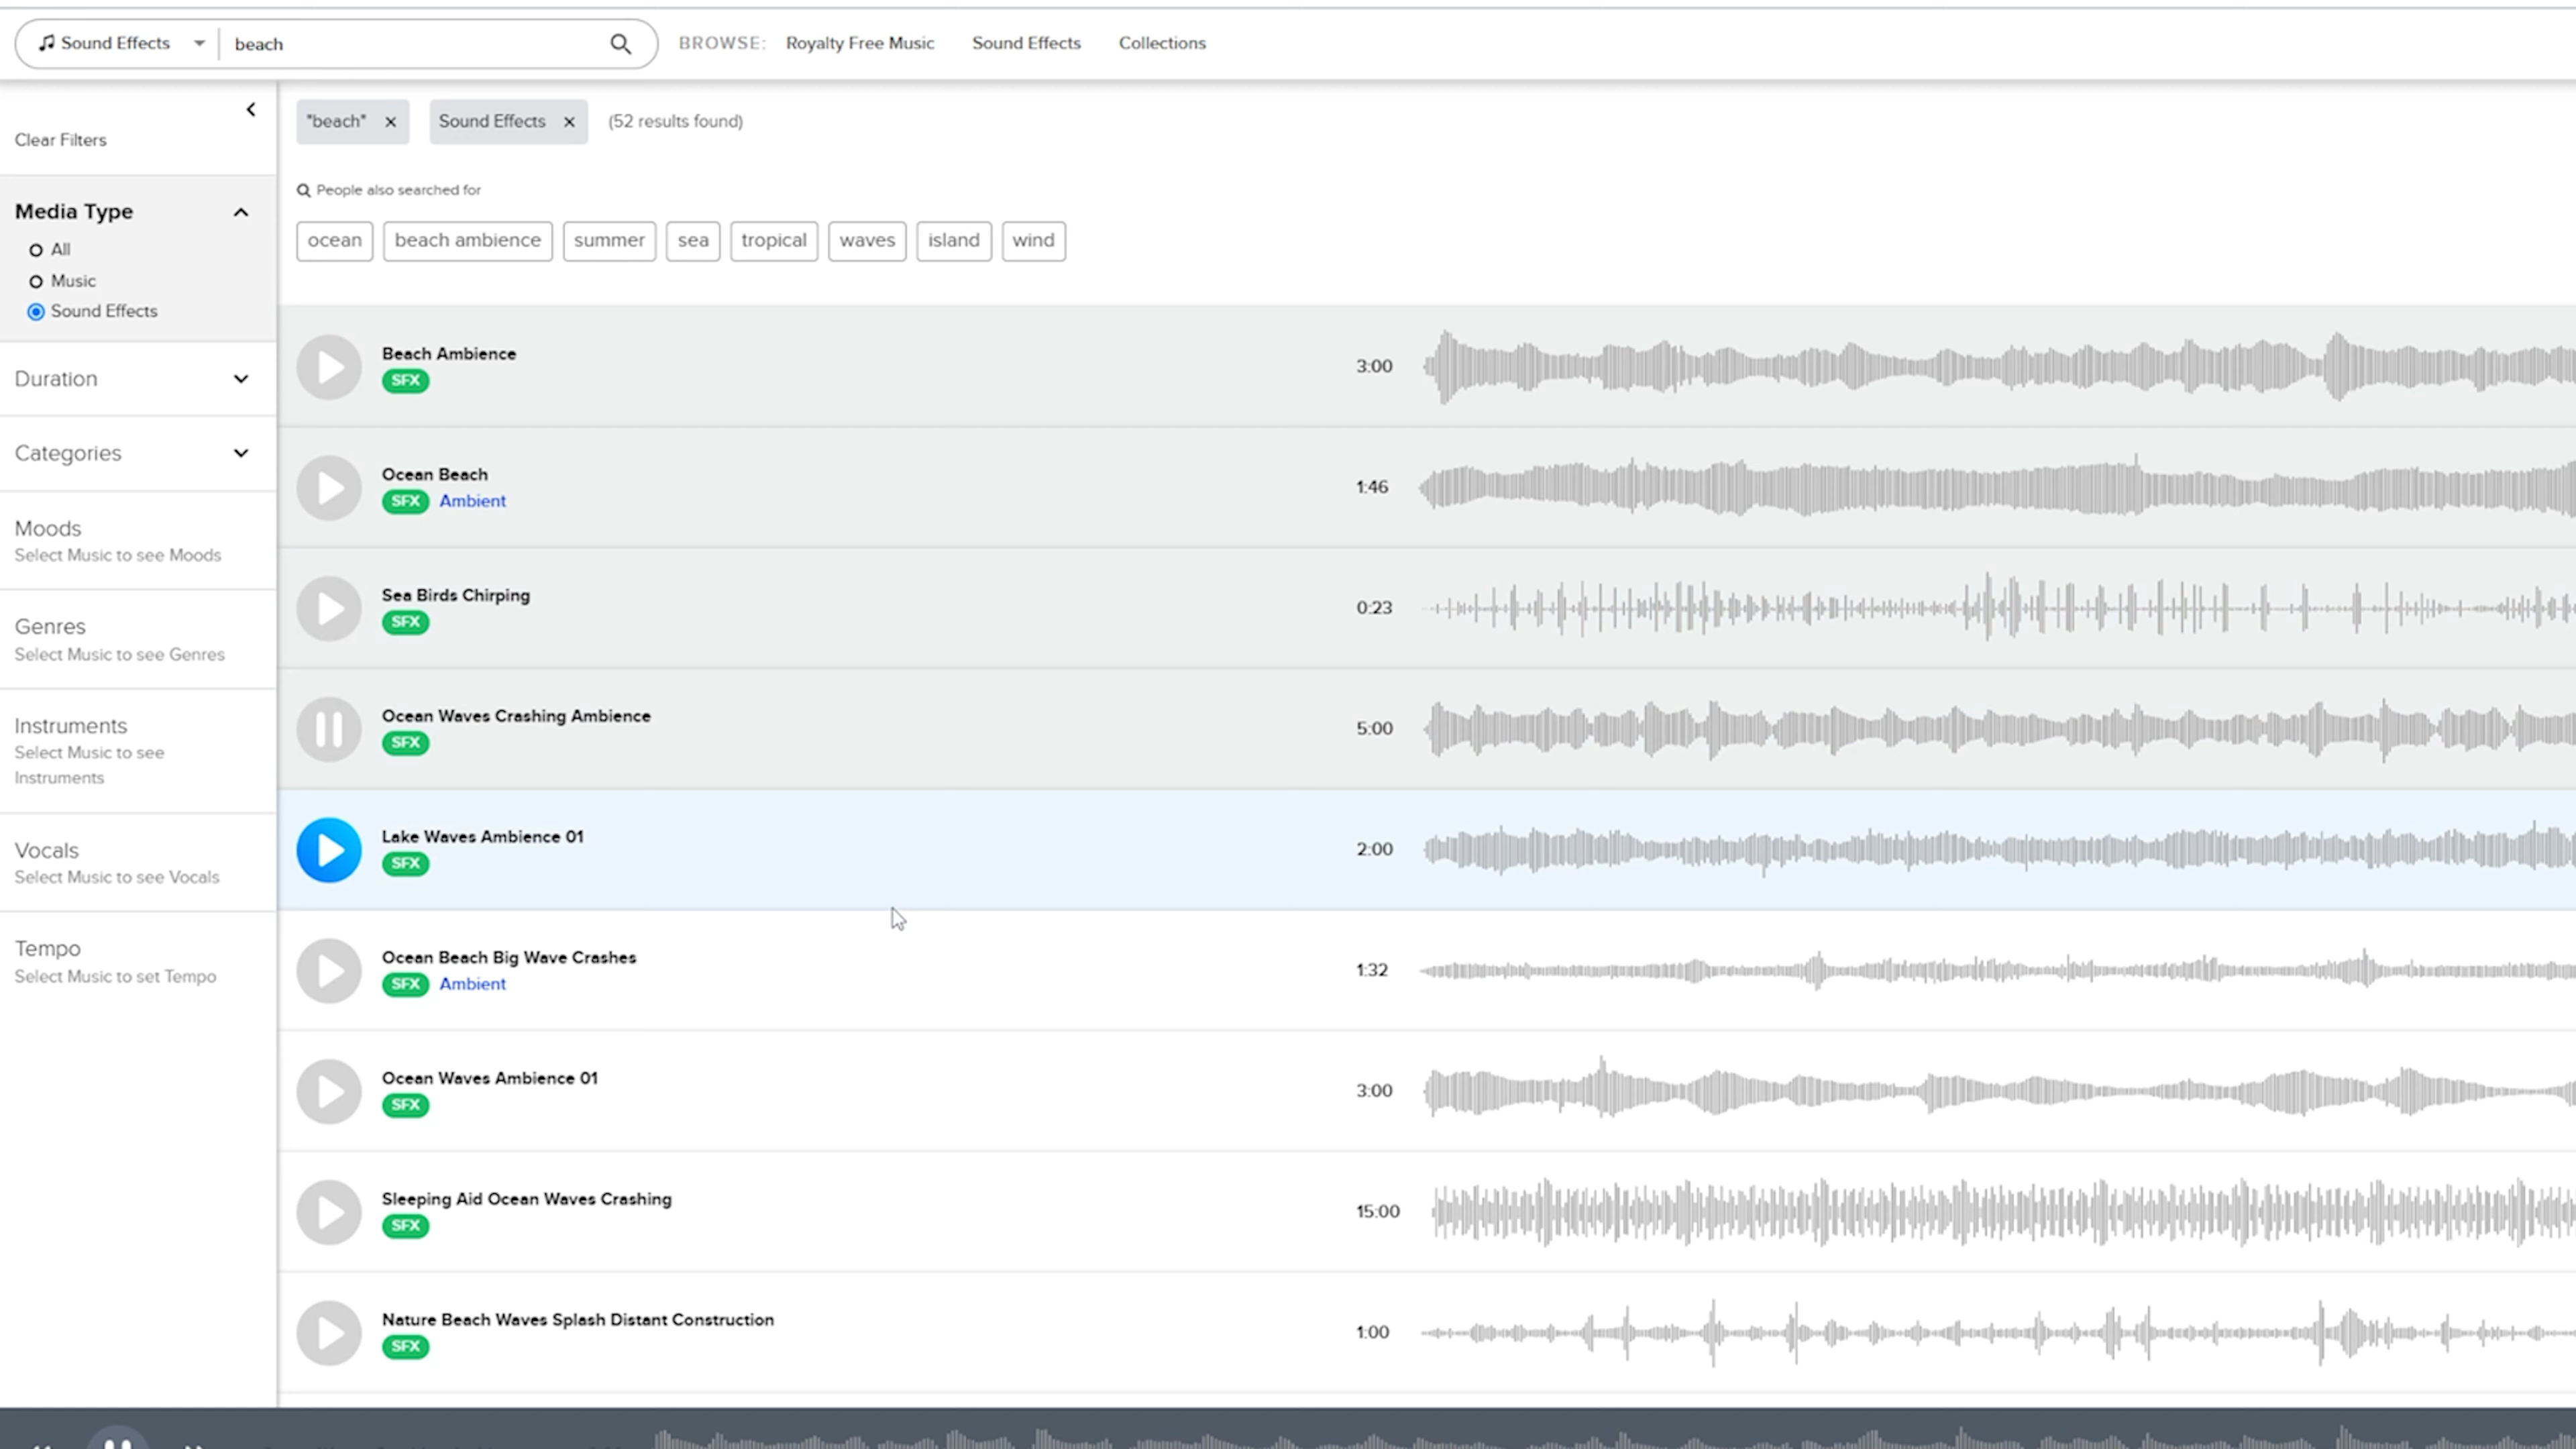 Sound Effects beach BROWSE: Royalty Free Music Sound Effects Collections
Clear Filters
Media Type
All
Music
Sound Effects
Duration
Categories
Moods
Select Music to see Moods
Genres
Select Music to see Genres
Instruments
Select Music to see
Instruments
Vocals
Select Music to see Vocals
Tempo
Select Music to set Tempo
"beach" × Sound Effects × (52 results found)
People also searched for
ocean beach ambience summer sea tropical waves island wind
Beach Ambience
SFX
3:00
Ocean Beach
SFX Ambient
1:46
Sea Birds Chirping
SFX
0:23
Ocean Waves Crashing Ambience
SFX
5:00
Lake Waves Ambience 01
SFX
2:00
Ocean Beach Big Wave Crashes
SFX Ambient
1:32
Ocean Waves Ambience 01
SFX
3:00
Sleeping Aid Ocean Waves Crashing
SFX
15:00
Nature Beach Waves Splash Distant Construction
SFX
1:00